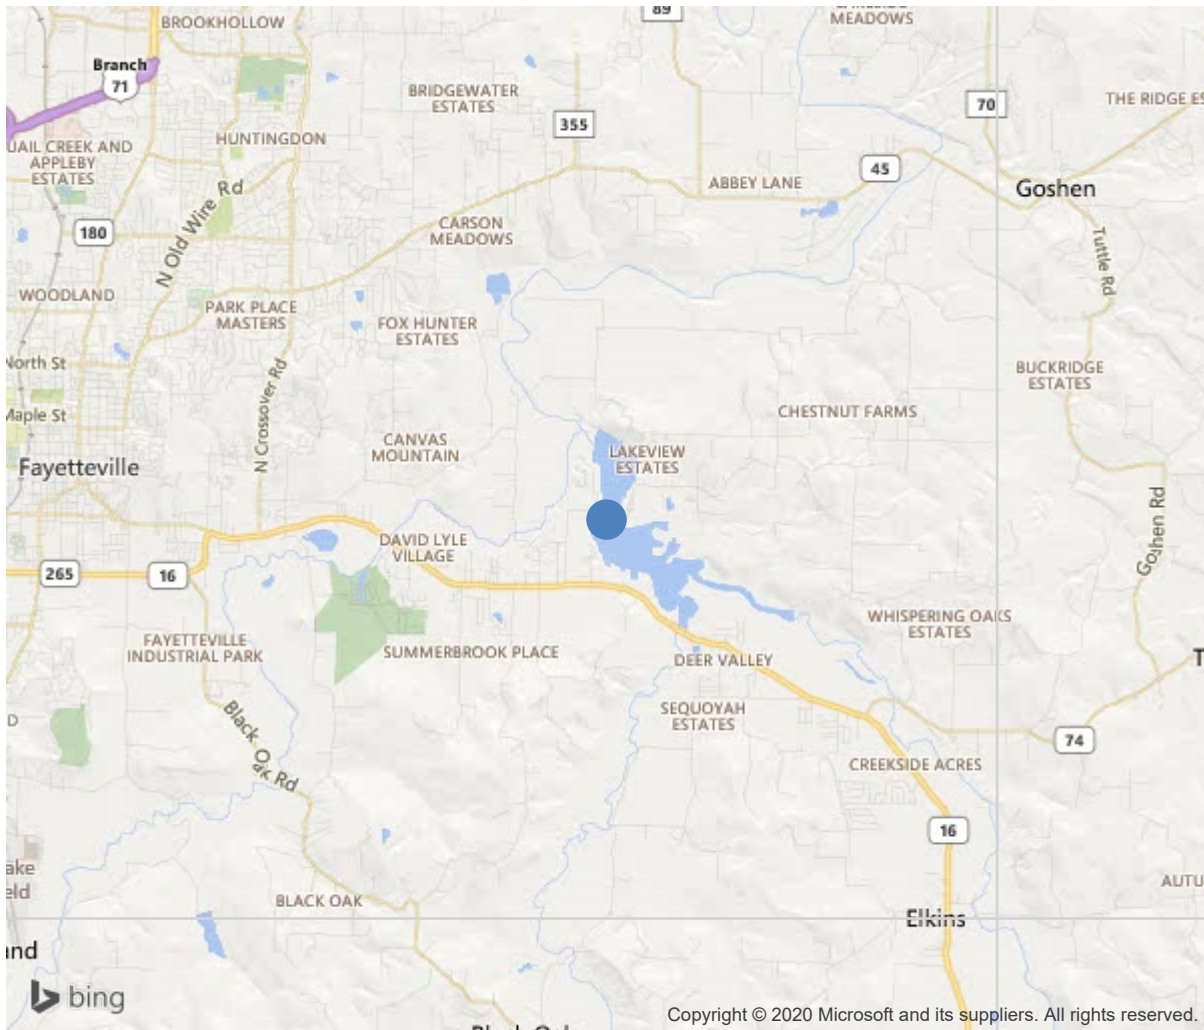 89
MEADOWS
BROOKHOLLOW
Branch
71
BRIDGEWATER
ESTATES
70
THE RIDGE ES
355
HUNTINGDON
UAIL CREEK AND
APPLEBY
ESTATES
45
ABBEY LANE
Goshen
N Old Wire Rd
180
CARSON
MEADOWS
Tuttle Rd
WOODLAND
PARK PLACE
MASTERS
FOX HUNTER
ESTATES
North St
BUCKRIDGE
ESTATES
Maple St
N Crossover Rd
CHESTNUT FARMS
CANVAS
MOUNTAIN
LAKEVIEW
ESTATES
Fayetteville
Goshen Rd
DAVID LYLE
VILLAGE
265
16
WHISPERING OAKS
ESTATES
FAYETTEVILLE
INDUSTRIAL PARK
SUMMERBROOK PLACE
DEER VALLEY
T
SEQUOYAH
ESTATES
D
Black Oak Rd
74
CREEKSIDE ACRES
16
ake
eld
AUTU
BLACK OAK
Elkins
and
bing
Copyright © 2020 Microsoft and its suppliers. All rights reserved.